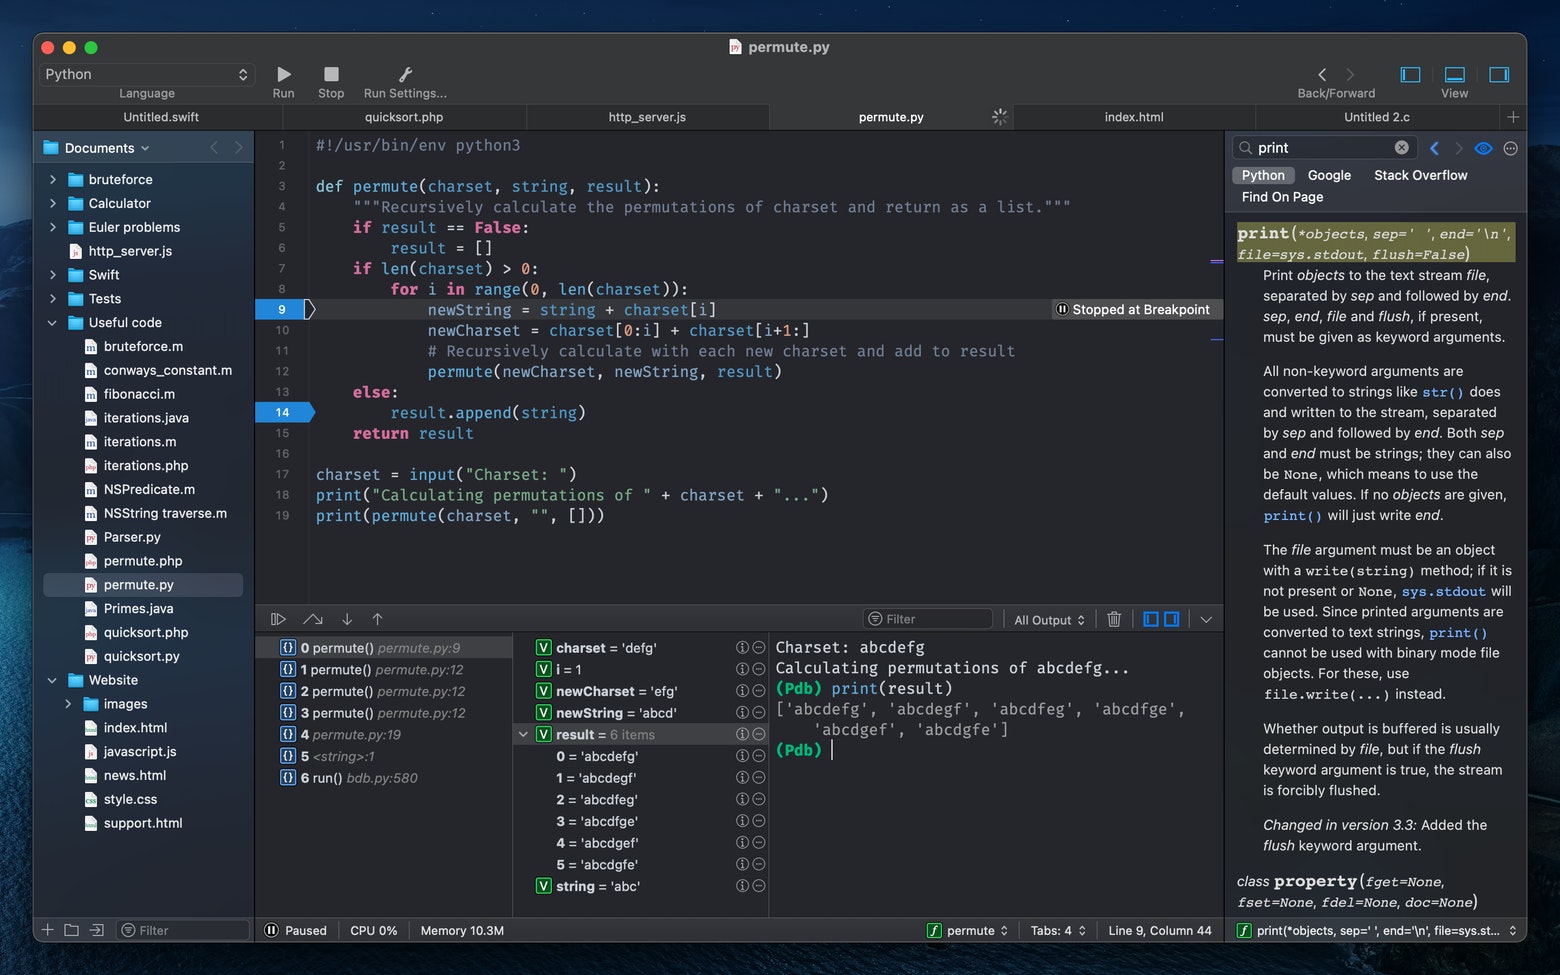 permute.py
Python
Language
Run
Stop
Run Settings...
Back/Forward
View
Untitled.swift
quicksort.php
http_server.js
permute.py
index.html
Untitled 2.c
Documents
bruteforce
Calculator
Euler problems
http_server.js
Swift
Tests
Useful code
bruteforce.m
conways_constant.m
fibonacci.m
iterations.java
iterations.m
iterations.php
NSPredicate.m
NSString traverse.m
Parser.py
permute.php
permute.py
Primes.java
quicksort.php
quicksort.py
Website
images
index.html
javascript.js
news.html
style.css
support.html
Filter
1 #!/usr/bin/env python3
2
3 def permute(charset, string, result):
4 """Recursively calculate the permutations of charset and return as a list."""
5 if result == False:
6 result = []
7 if len(charset) > 0:
8 for i in range(0, len(charset)):
9 newString = string + charset[i]
Stopped at Breakpoint
10 newCharset = charset[0:i] + charset[i+1:]
11 # Recursively calculate with each new charset and add to result
12 permute(newCharset, newString, result)
13 else:
14 result.append(string)
15 return result
16
17 charset = input("Charset: ")
18 print("Calculating permutations of " + charset + "...")
19 print(permute(charset, "", []))
Filter
All Output
{} 0 permute() permute.py:9
{} 1 permute() permute.py:12
{} 2 permute() permute.py:12
{} 3 permute() permute.py:12
{} 4 permute.py:19
{} 5 <string>:1
{} 6 run() bdb.py:580
V charset = 'defg'
V i = 1
V newCharset = 'efg'
V newString = 'abcd'
V result = 6 items
0 = 'abcdefg'
1 = 'abcdegf'
2 = 'abcdfeg'
3 = 'abcdfge'
4 = 'abcdgef'
5 = 'abcdgfe'
V string = 'abc'
Charset: abcdefg
Calculating permutations of abcdefg...
(Pdb) print(result)
['abcdefg', 'abcdegf', 'abcdfeg', 'abcdfge',
'abcdgef', 'abcdgfe']
(Pdb)
Paused
CPU 0%
Memory 10.3M
f permute
Tabs: 4
Line 9, Column 44
print
Python
Google
Stack Overflow
Find On Page
print(*objects, sep=' ', end='\n',
file=sys.stdout, flush=False)
Print objects to the text stream file,
separated by sep and followed by end.
sep, end, file and flush, if present,
must be given as keyword arguments.
All non-keyword arguments are
converted to strings like str() does
and written to the stream, separated
by sep and followed by end. Both sep
and end must be strings; they can also
be None, which means to use the
default values. If no objects are given,
print() will just write end.
The file argument must be an object
with a write(string) method; if it is
not present or None, sys.stdout will
be used. Since printed arguments are
converted to text strings, print()
cannot be used with binary mode file
objects. For these, use
file.write(...) instead.
Whether output is buffered is usually
determined by file, but if the flush
keyword argument is true, the stream
is forcibly flushed.
Changed in version 3.3: Added the
flush keyword argument.
class property(fget=None,
fset=None, fdel=None, doc=None)
f print(*objects, sep=' ', end='\n', file=sys.st...